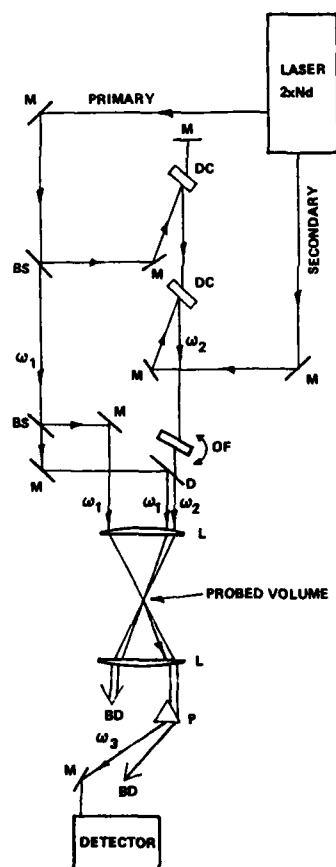 LASER
2xNd
M
PRIMARY
M
DC
SECONDARY
BS
M
DC
ω2
ω1
M
M
BS
M
OF
M
D
ω1
ω1
ω2
L
PROBED VOLUME
L
BD
P
ω3
M
BD
DETECTOR